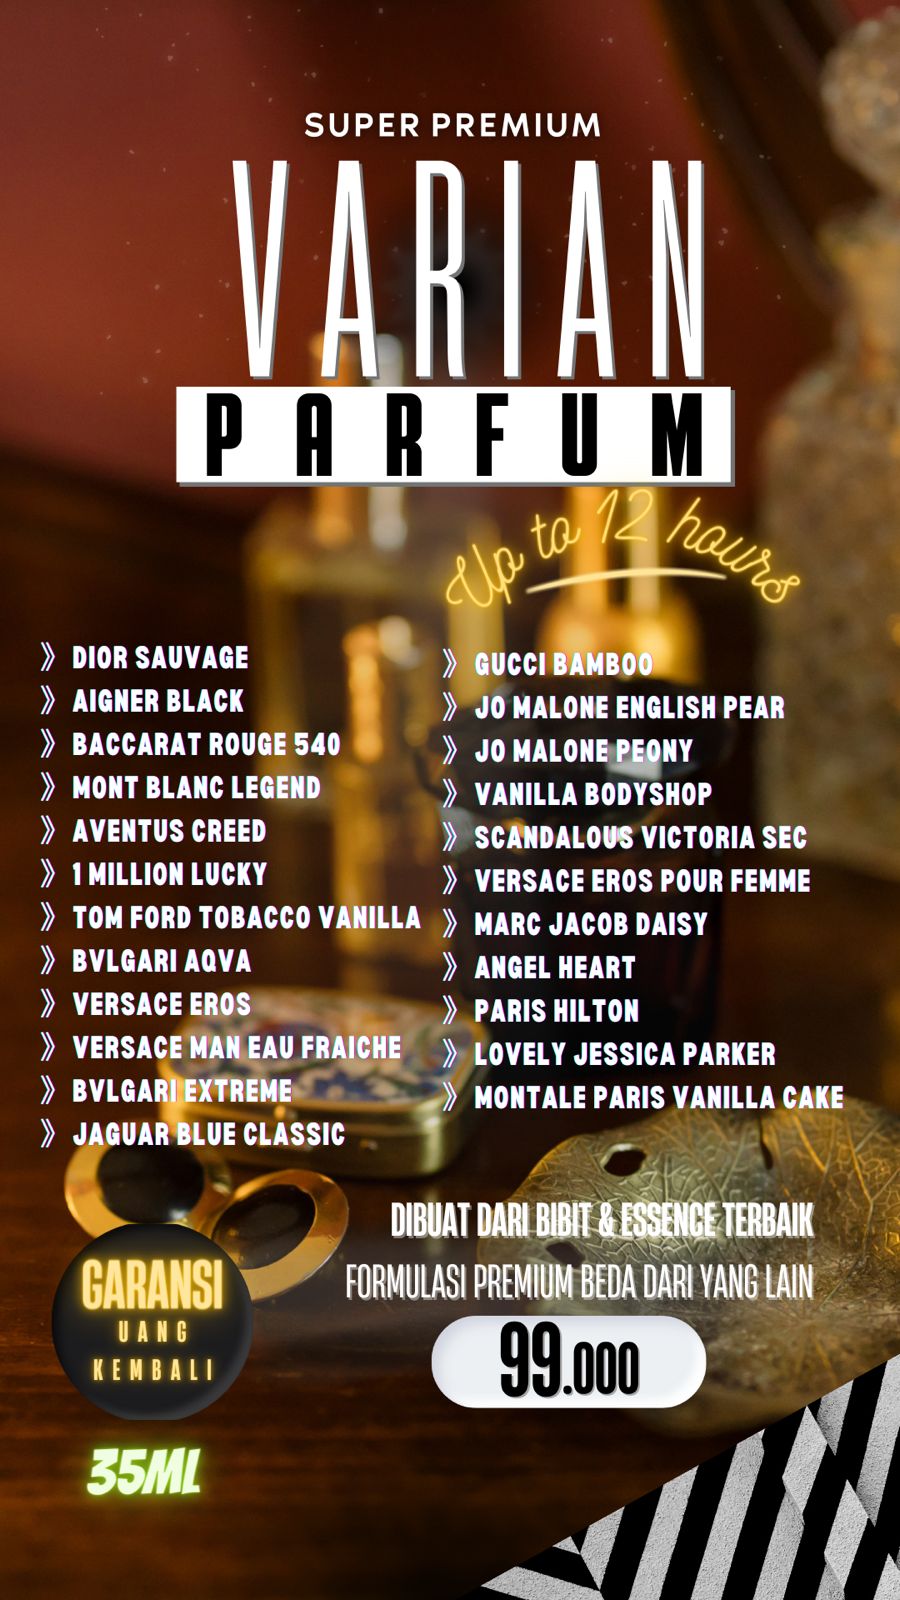 SUPER PREMIUM
VARIAN
PARFUM
Up to 12 hours
》 DIOR SAUVAGE
》 AIGNER BLACK
》 BACCARAT ROUGE 540
》 MONT BLANC LEGEND
》 AVENTUS CREED
》 1 MILLION LUCKY
》 TOM FORD TOBACCO VANILLA
》 BVLGARI AQVA
》 VERSACE EROS
》 VERSACE MAN EAU FRAICHE
》 BVLGARI EXTREME
》 JAGUAR BLUE CLASSIC
》 GUCCI BAMBOO
》 JO MALONE ENGLISH PEAR
》 JO MALONE PEONY
》 VANILLA BODYSHOP
》 SCANDALOUS VICTORIA SEC
》 VERSACE EROS POUR FEMME
》 MARC JACOB DAISY
》 ANGEL HEART
》 PARIS HILTON
》 LOVELY JESSICA PARKER
》 MONTALE PARIS VANILLA CAKE
DIBUAT DARI BIBIT & ESSENCE TERBAIK
FORMULASI PREMIUM BEDA DARI YANG LAIN
99.000
GARANSI
UANG
KEMBALI
35ML